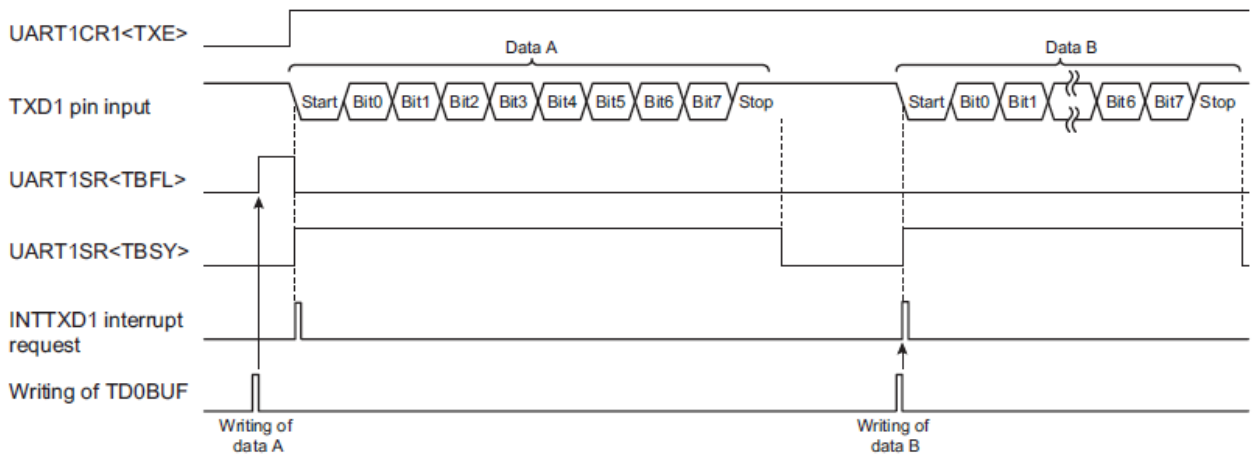 UART1CR1<TXE>
Data A
Data B
TXD1 pin input
Start Bit0 Bit1 Bit2 Bit3 Bit4 Bit5 Bit6 Bit7 Stop
Start Bit0 Bit1 Bit6 Bit7 Stop
UART1SR<TBFL>
UART1SR<TBSY>
INTTXD1 interrupt
request
Writing of TD0BUF
Writing of
data A
Writing of
data B